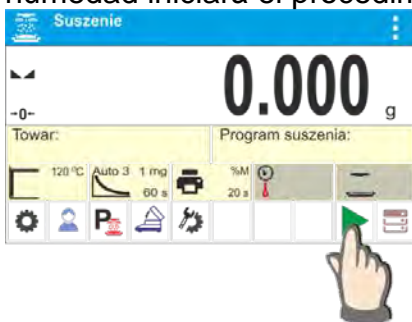 Suszenie
0.000 g
→0←
Towar:
Program suszenia:
120 °C Auto 3 1 mg 60 s %M 20 s
P